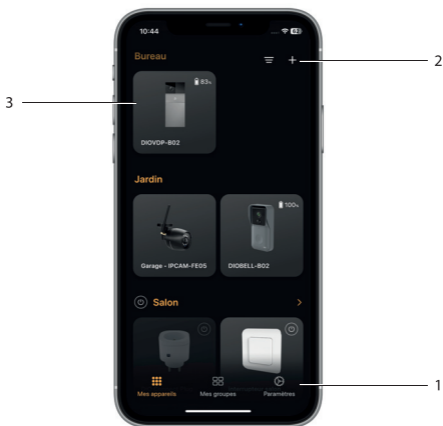 10:44
Bureau
2
83%
3
DIOVDP-B02
Jardin
100%
Garage - IPCAM-FE05
DIOBELL-B02
Salon
1
Mes appareils
Mes groupes
Paramètres